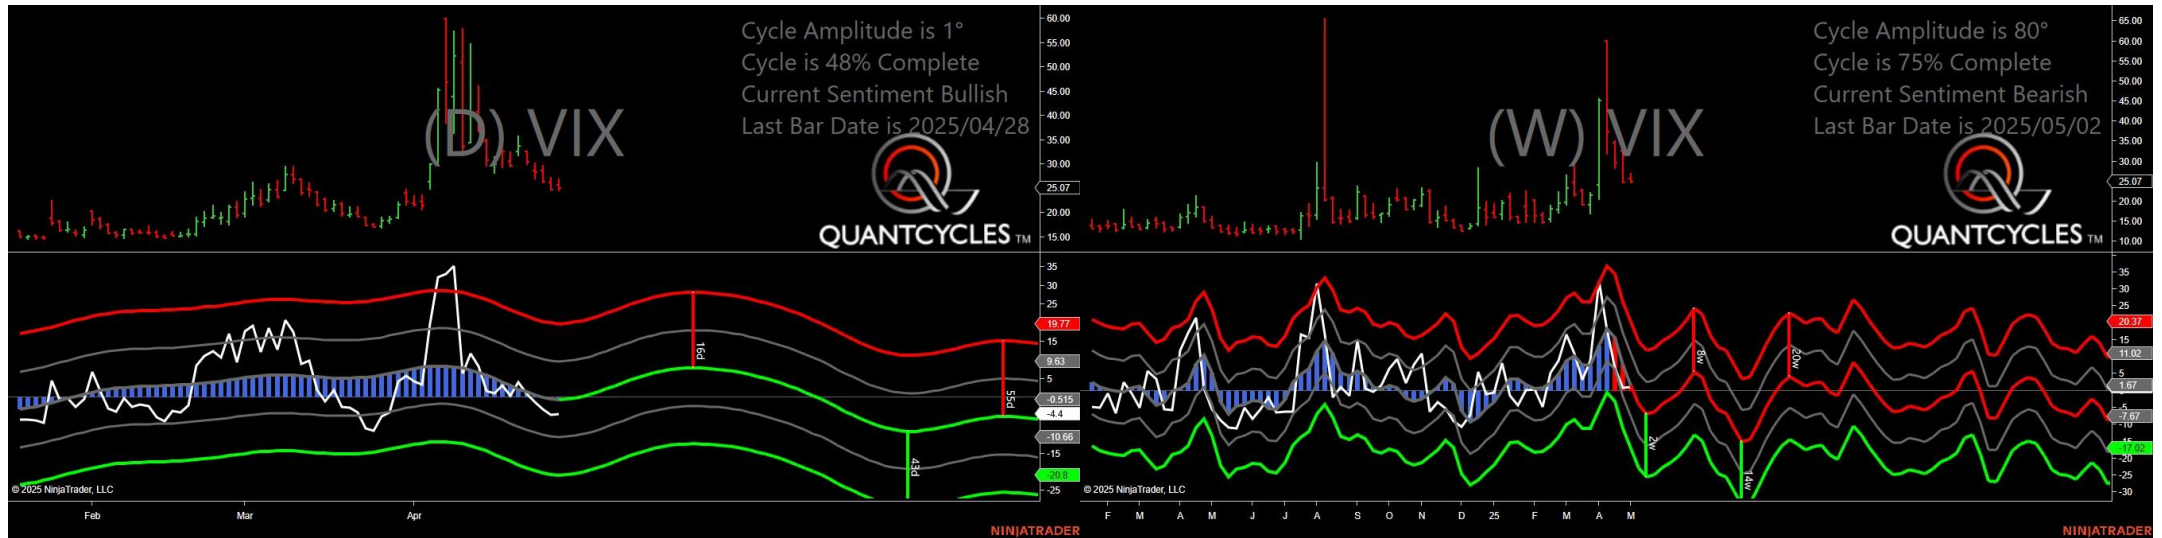 Cycle Amplitude is 1°
Cycle is 48% Complete
Current Sentiment Bullish
Last Bar Date is 2025/04/28
(D) VIX
QUANTCYCLES TM
60.00
55.00
50.00
45.00
40.00
35.00
30.00
25.07
20.00
15.00
35
30
25
19.77
15
9.63
5
-0.515
-4.4
-10.66
-15
-20.8
-25
16d
43d
55d
© 2025 NinjaTrader, LLC
Feb Mar Apr
NINJATRADER
Cycle Amplitude is 80°
Cycle is 75% Complete
Current Sentiment Bearish
Last Bar Date is 2025/05/02
(W) VIX
QUANTCYCLES TM
65.00
60.00
55.00
50.00
45.00
40.00
35.00
30.00
25.07
20.00
15.00
10.00
35
30
25
20.37
15
11.02
5
1.67
-5
-7.67
-10
-15
-17.02
-20
-25
-30
2w
8w
14w
20w
© 2025 NinjaTrader, LLC
F M A M J J A S O N D 25 F M A M
NINJATRADER